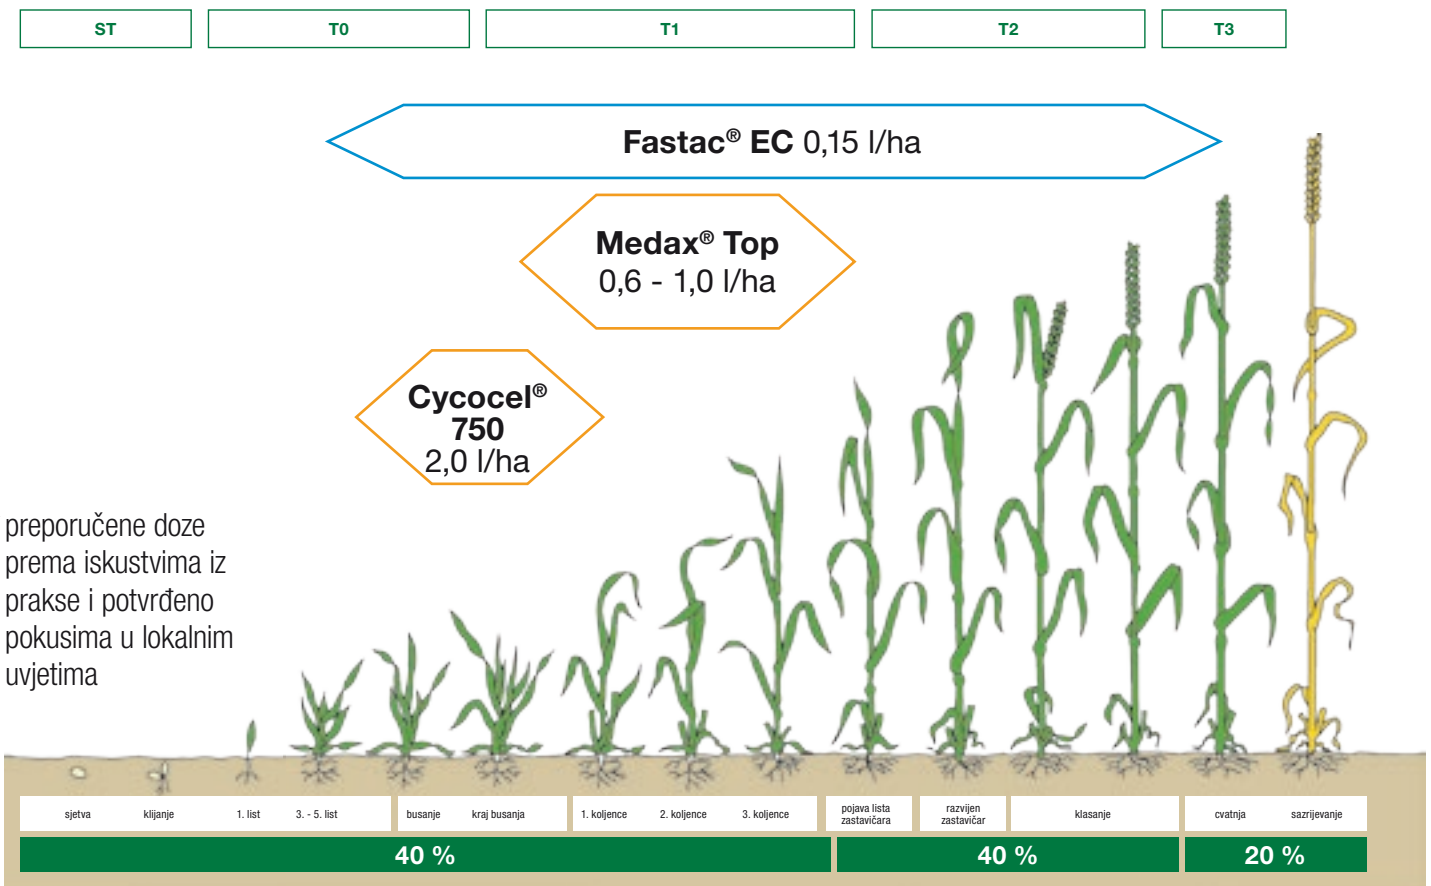 ST
T0
T1
T2
T3
Fastac® EC 0,15 l/ha
Medax® Top
0,6 - 1,0 l/ha
Cycocel®
750
2,0 l/ha
preporučene doze
prema iskustvima iz
prakse i potvrđeno
pokusima u lokalnim
uvjetima
sjetva
klijanje
1. list
3. - 5. list
busanje
kraj busanja
1. koljence
2. koljence
3. koljence
pojava lista
zastavičara
razvijen
zastavičar
klasanje
cvatnja
sazrijevanje
40 %
40 %
20 %